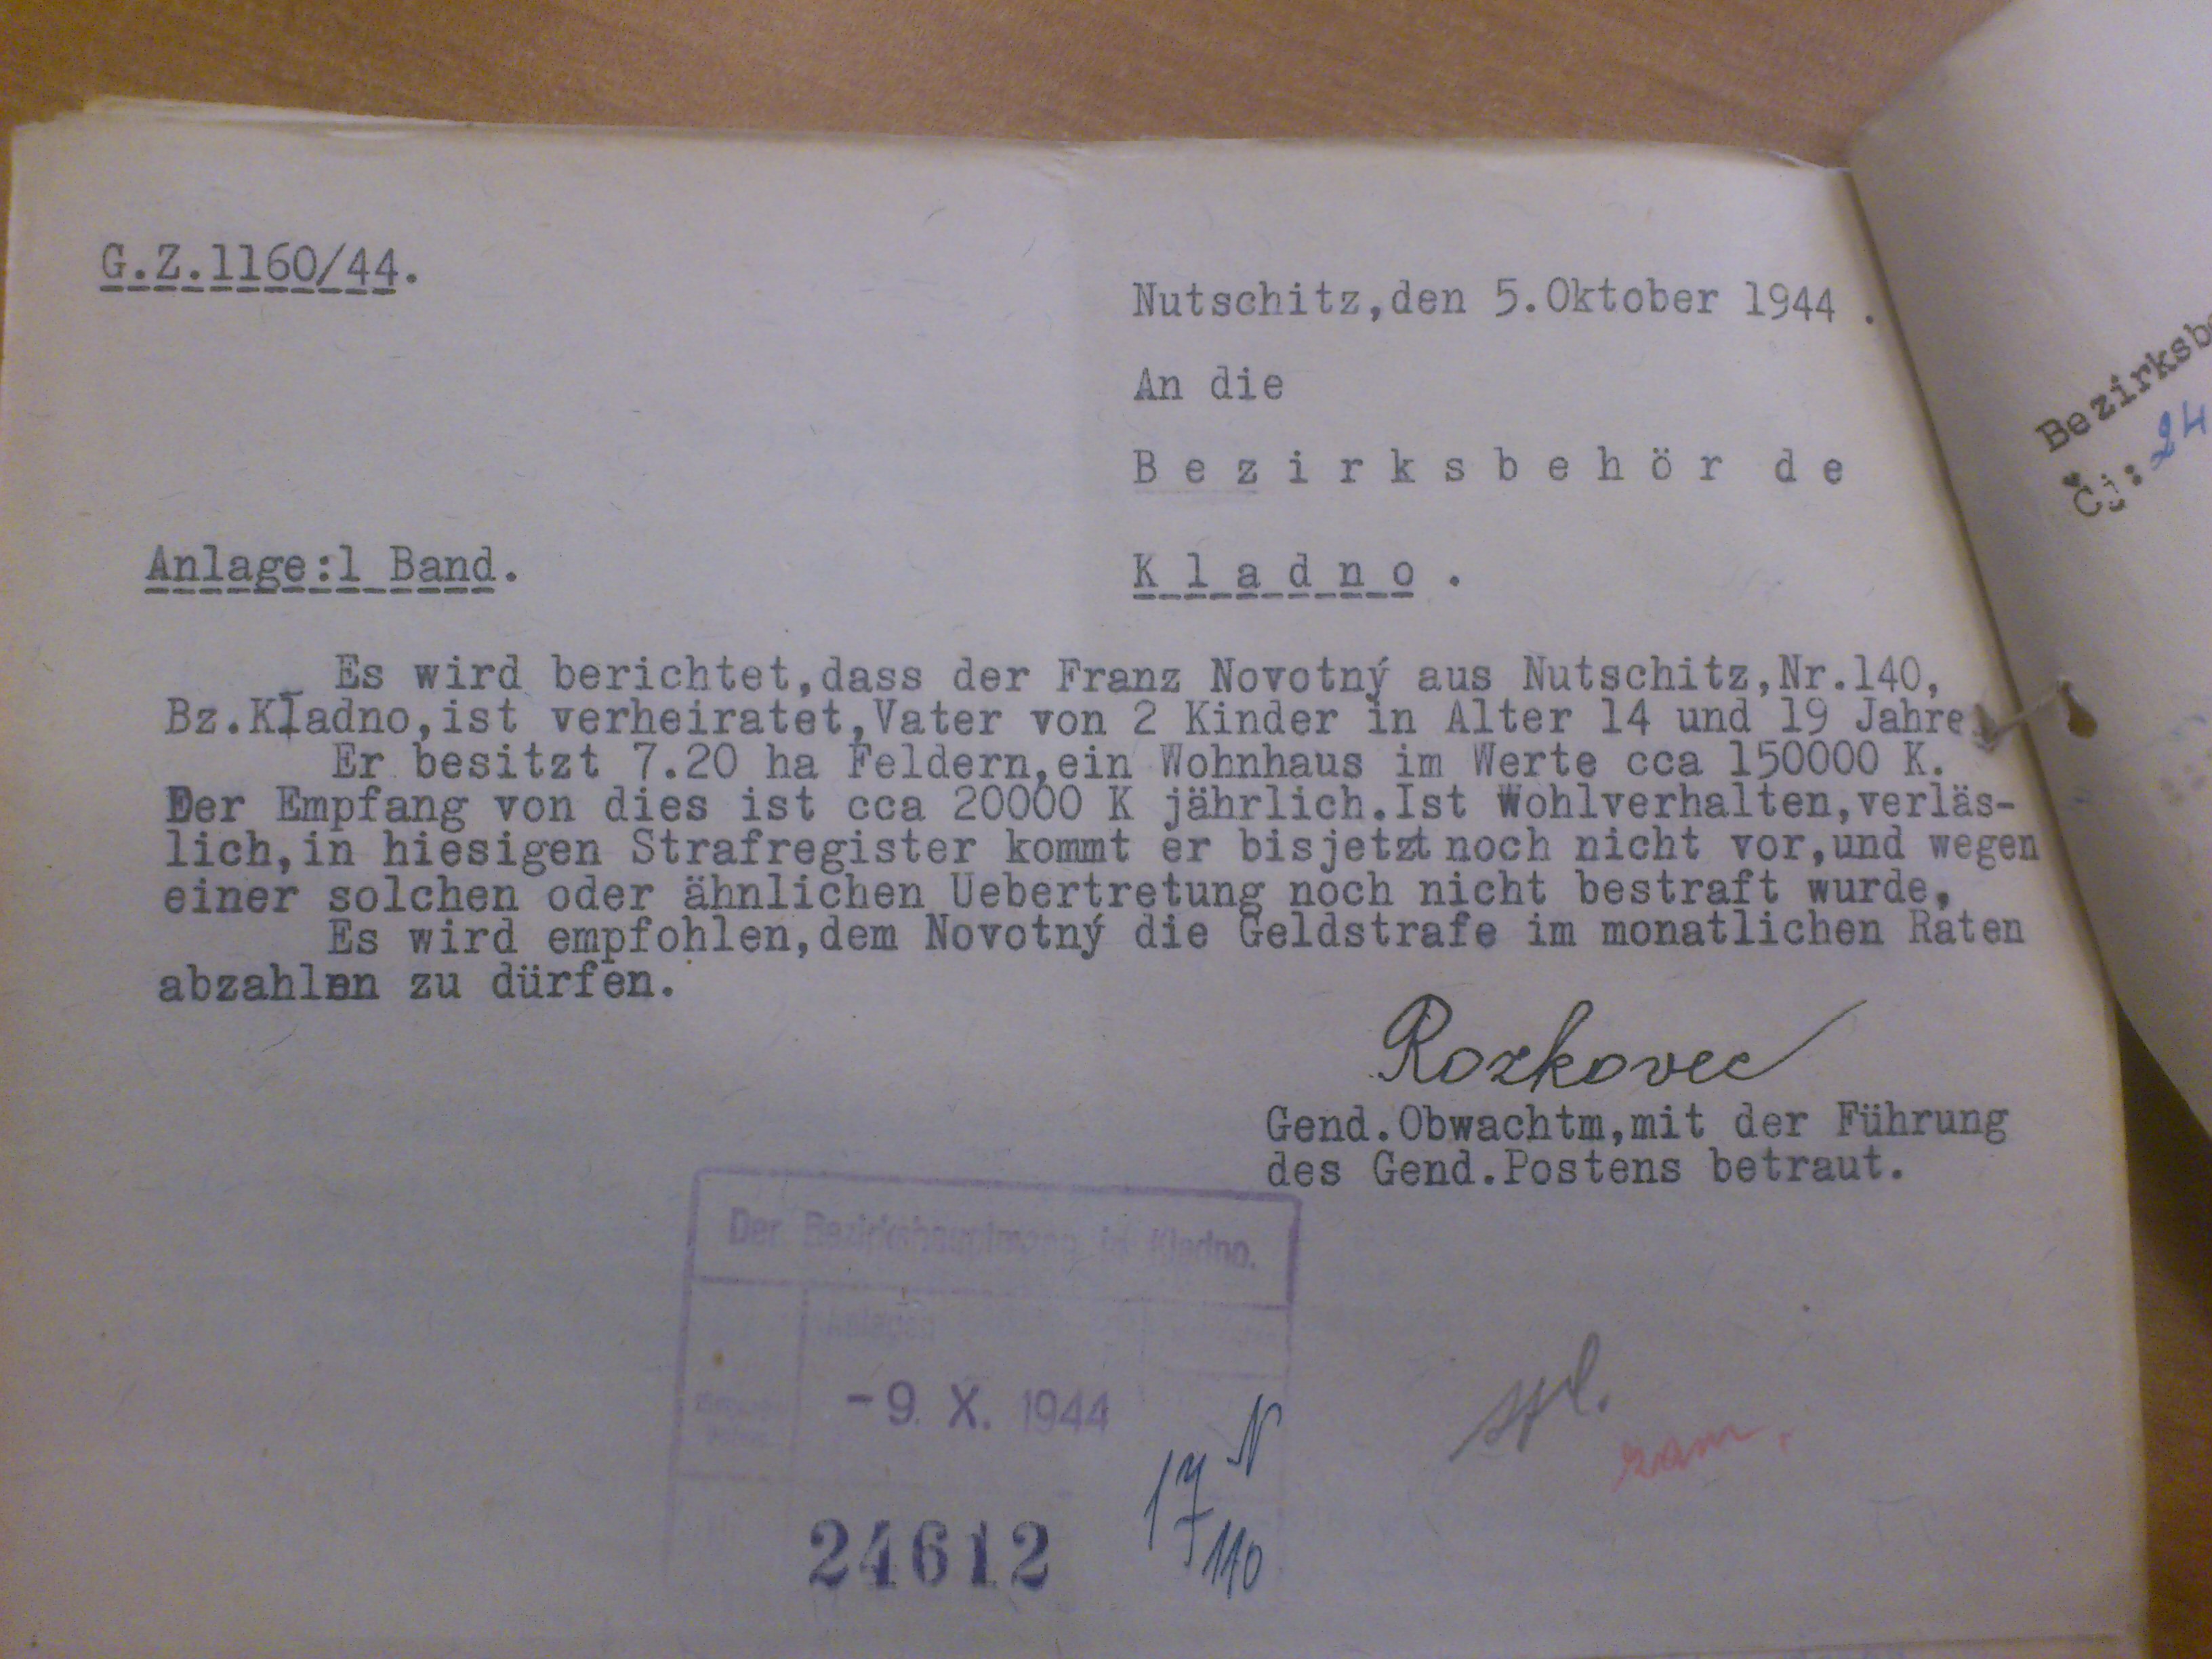 G.Z.1160/44.
Nutschitz,den 5.Oktober 1944 .
An die
B e z i r k s b e h ö r d e
Anlage:1 Band.
K l a d n o .
Es wird berichtet,dass der Franz Novotný aus Nutschitz,Nr.140,
Bz.Kladno,ist verheiratet,Vater von 2 Kinder in Alter 14 und 19 Jahre.
Er besitzt 7.20 ha Feldern,ein Wohnhaus im Werte cca 150000 K.
Der Empfang von dies ist cca 20000 K jährlich.Ist Wohlverhalten,verläs-
lich,in hiesigen Strafregister kommt er bisjetzt noch nicht vor,und wegen
einer solchen oder ähnlichen Uebertretung noch nicht bestraft wurde,
Es wird empfohlen,dem Novotný die Geldstrafe im monatlichen Raten
abzahlen zu dürfen.
Rozkovec
Gend.Obwachtm,mit der Führung
des Gend.Postens betraut.
Der Bezirkshauptmann in Kladno.
Anlagen
-9. X. 1944
N
17
24612
Bezirksb
Čj: 24